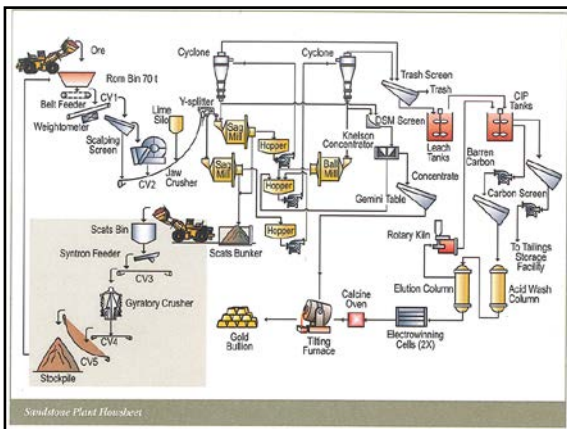 Ore
Rom Bin 70 t
Belt Feeder
CV1
Weightometer
Scalping
Screen
CV2
Lime
Silo
Jaw
Crusher
Y-splitter
Cyclone
Cyclone
Sag
Mill
Sag
Mill
Hopper
Hopper
Hopper
Ball
Mill
Trash Screen
Trash
DSM Screen
Knelson
Concentrator
Gemini Table
Concentrate
Leach
Tanks
CIP
Tanks
Barren
Carbon
Carbon Screen
To Tailings
Storage
Facility
Rotary Kiln
Elution Column
Acid Wash
Column
Scats Bin
Syntron Feeder
CV3
Gyratory Crusher
CV4
CV5
Stockpile
Scats Bunker
Gold
Bullion
Tilting
Furnace
Calcine
Oven
Electrowinning
Cells (2X)
Sandstone Plant Flowsheet